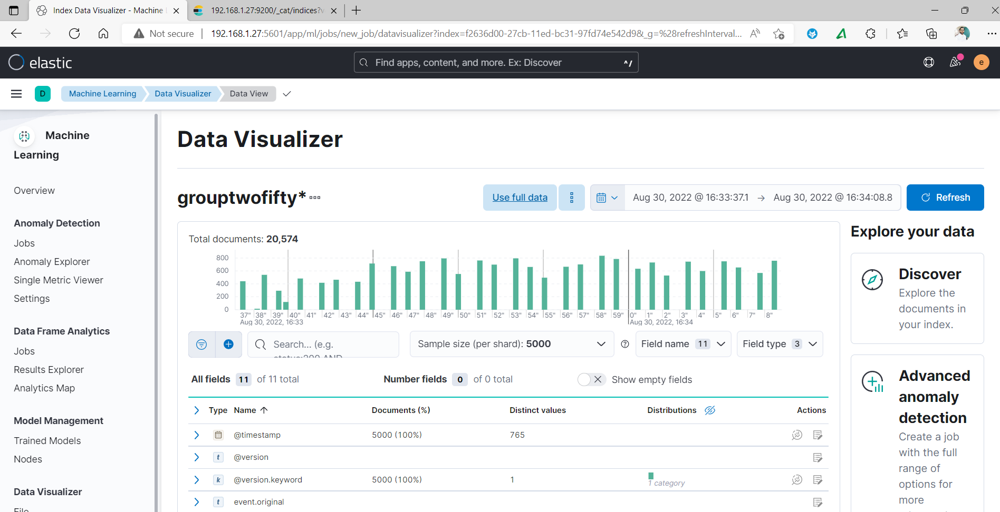 Index Data Visualizer - Machine L
192.168.1.27:9200/_cat/indices?v
Not secure
192.168.1.27:5601/app/ml/jobs/new_job/datavisualizer?index=f2636d00-27cb-11ed-bc31-97fd74e542d9&_g=%28refreshInterval...
elastic
Find apps, content, and more. Ex: Discover
^/
e
D
Machine Learning
Data Visualizer
Data View
Machine
Learning
Overview
Anomaly Detection
Jobs
Anomaly Explorer
Single Metric Viewer
Settings
Data Frame Analytics
Jobs
Results Explorer
Analytics Map
Model Management
Trained Models
Nodes
Data Visualizer
File
Data Visualizer
grouptwofifty*
Use full data
Aug 30, 2022 @ 16:33:37.1 → Aug 30, 2022 @ 16:34:08.8
Refresh
Total documents: 20,574
800
600
400
200
0
37" 38" 39" 40" 41" 42" 43" 44" 45" 46" 47" 48" 49" 50" 51" 52" 53" 54" 55" 56" 57" 58" 59" 0" 1" 2" 3" 4" 5" 6" 7" 8"
Aug 30, 2022, 16:33
Aug 30, 2022, 16:34
Search... (e.g.
status:200 AND
Sample size (per shard): 5000
Field name 11
Field type 3
All fields 11 of 11 total
Number fields 0 of 0 total
Show empty fields
Type Name ↑ Documents (%) Distinct values Distributions Actions
@timestamp 5000 (100%) 765
t @version
k @version.keyword 5000 (100%) 1
1 category
t event.original
Explore your data
Discover
Explore the
documents in
your index.
Advanced
anomaly
detection
Create a job
with the full
range of
options for
more